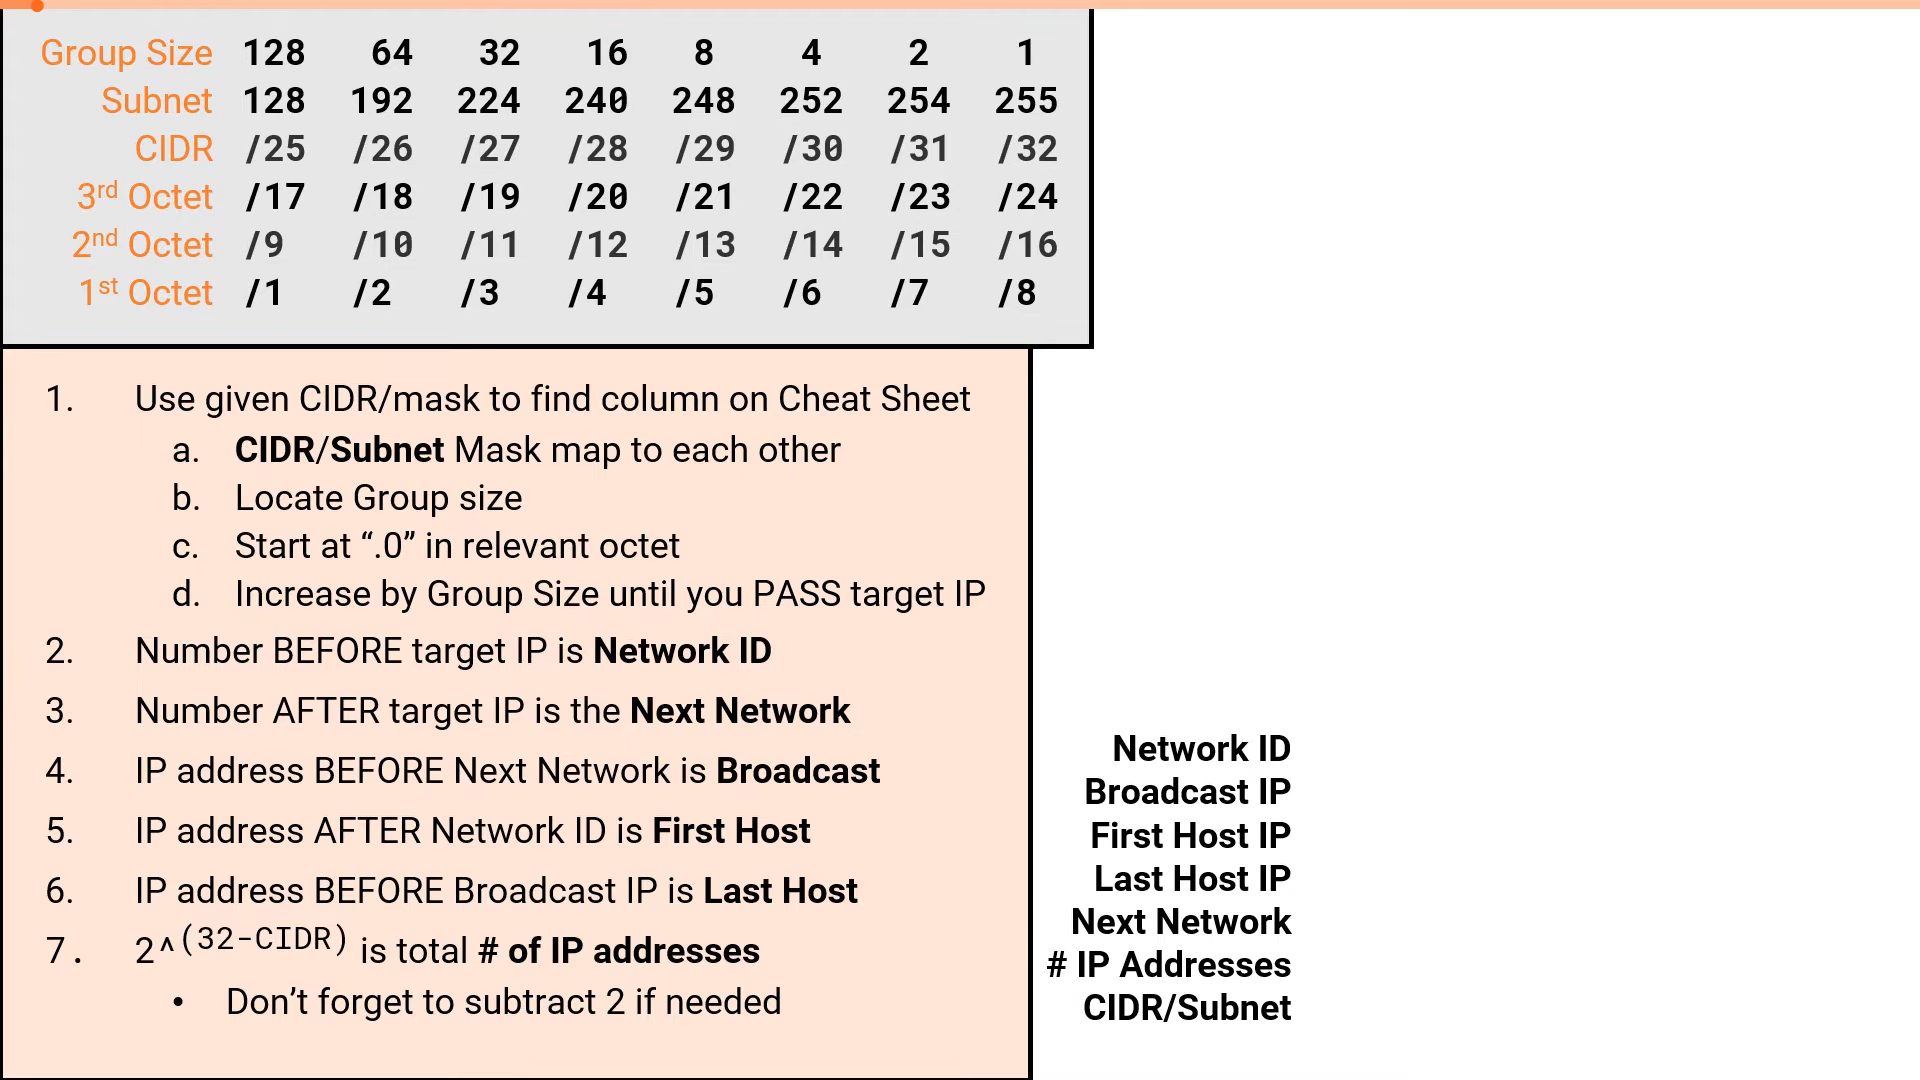 Group Size 128 64 32 16 8 4 2 1
Subnet 128 192 224 240 248 252 254 255
CIDR /25 /26 /27 /28 /29 /30 /31 /32
3rd Octet /17 /18 /19 /20 /21 /22 /23 /24
2nd Octet /9 /10 /11 /12 /13 /14 /15 /16
1st Octet /1 /2 /3 /4 /5 /6 /7 /8
1. Use given CIDR/mask to find column on Cheat Sheet
a. CIDR/Subnet Mask map to each other
b. Locate Group size
c. Start at “.0” in relevant octet
d. Increase by Group Size until you PASS target IP
2. Number BEFORE target IP is Network ID
3. Number AFTER target IP is the Next Network
4. IP address BEFORE Next Network is Broadcast
5. IP address AFTER Network ID is First Host
6. IP address BEFORE Broadcast IP is Last Host
7. 2^(32-CIDR) is total # of IP addresses
• Don’t forget to subtract 2 if needed
Network ID
Broadcast IP
First Host IP
Last Host IP
Next Network
# IP Addresses
CIDR/Subnet